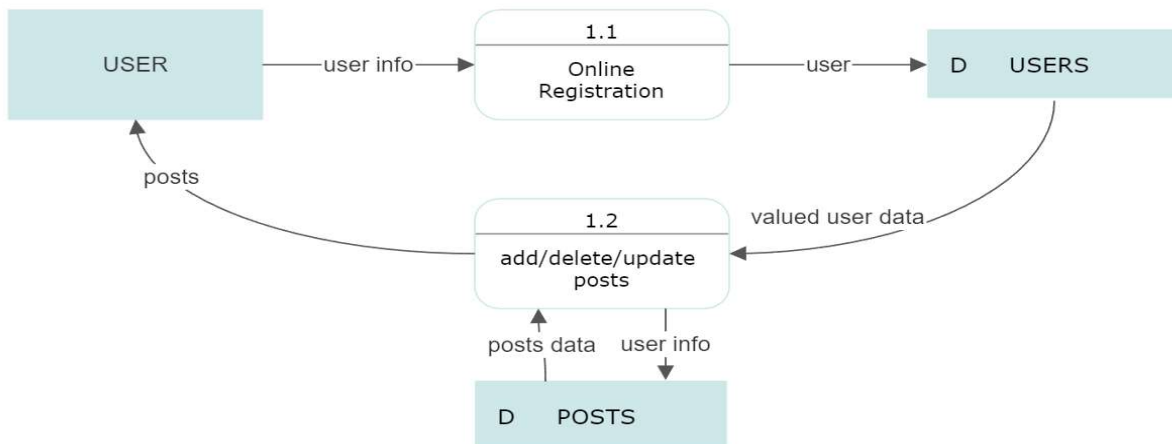 1.1
USER
user info
Online
Registration
user
D USERS
posts
1.2
valued user data
add/delete/update
posts
posts data
user info
D POSTS